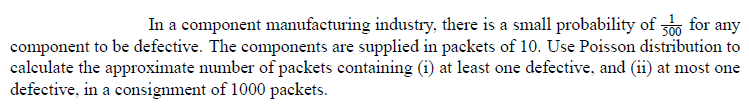 In a component manufacturing industry, there is a small probability of 1/500 for any
component to be defective. The components are supplied in packets of 10. Use Poisson distribution to
calculate the approximate number of packets containing (i) at least one defective, and (ii) at most one
defective, in a consignment of 1000 packets.